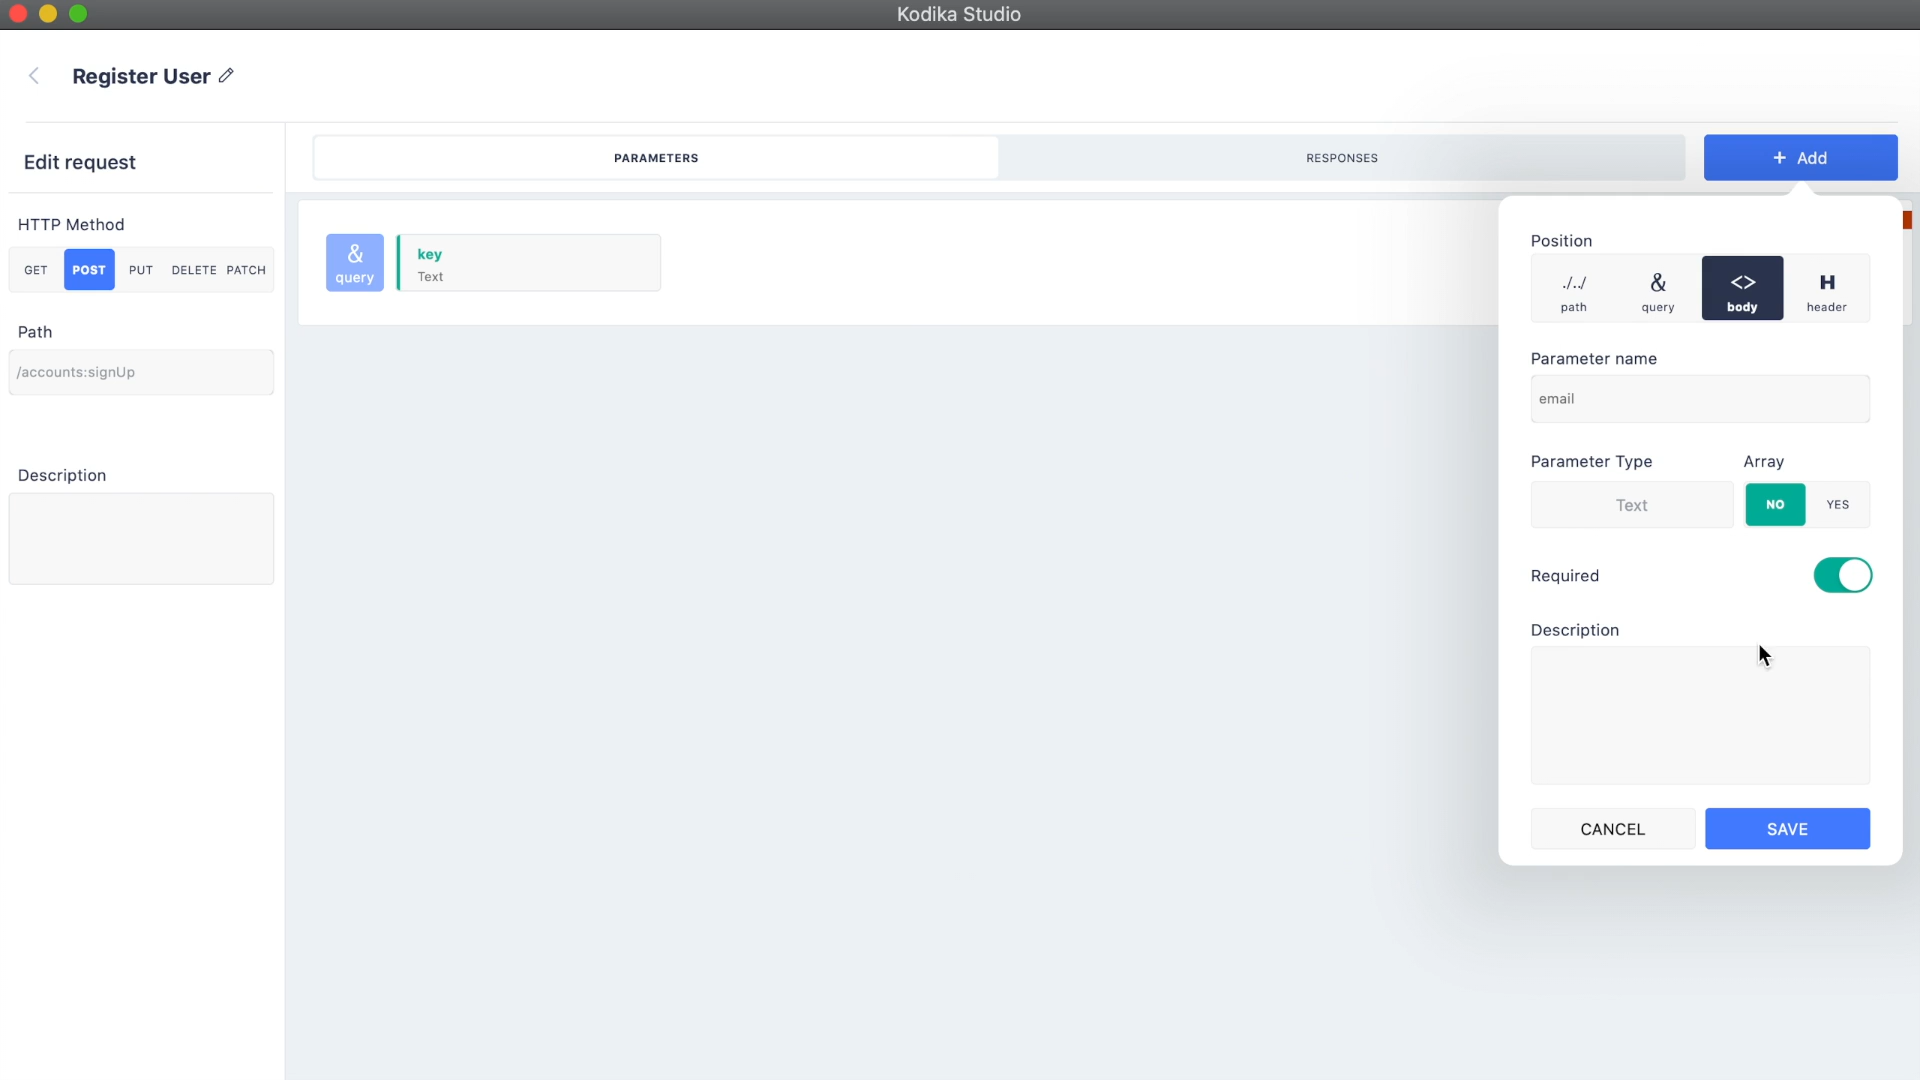 Kodika Studio
Register User
Edit request
HTTP Method
GET POST PUT DELETE PATCH
Path
/accounts:signUp
Description
PARAMETERS RESPONSES + Add
&
query
key
Text
Position
./../ & <> H
path query body header
Parameter name
email
Parameter Type Array
Text NO YES
Required
Description
CANCEL SAVE